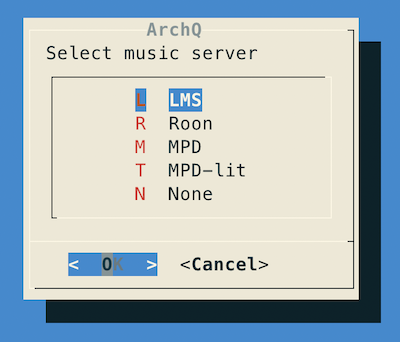 ArchQ
Select music server
L LMS
R Roon
M MPD
T MPD-lit
N None
< OK > <Cancel>